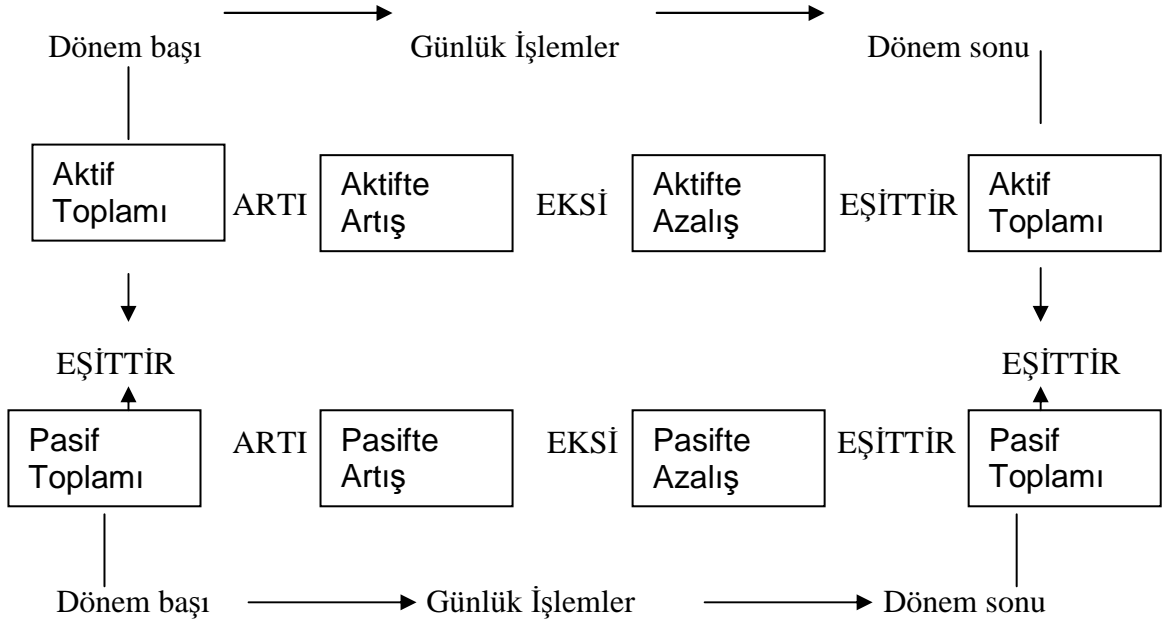 Dönem başı Günlük İşlemler Dönem sonu
Aktif Aktifte Aktifte Aktif
Toplamı ARTI Artış EKSİ Azalış EŞİTTİR Toplamı
EŞİTTİR EŞİTTİR
Pasif Pasifte Pasifte Pasif
Toplamı ARTI Artış EKSİ Azalış EŞİTTİR Toplamı
Dönem başı Günlük İşlemler Dönem sonu